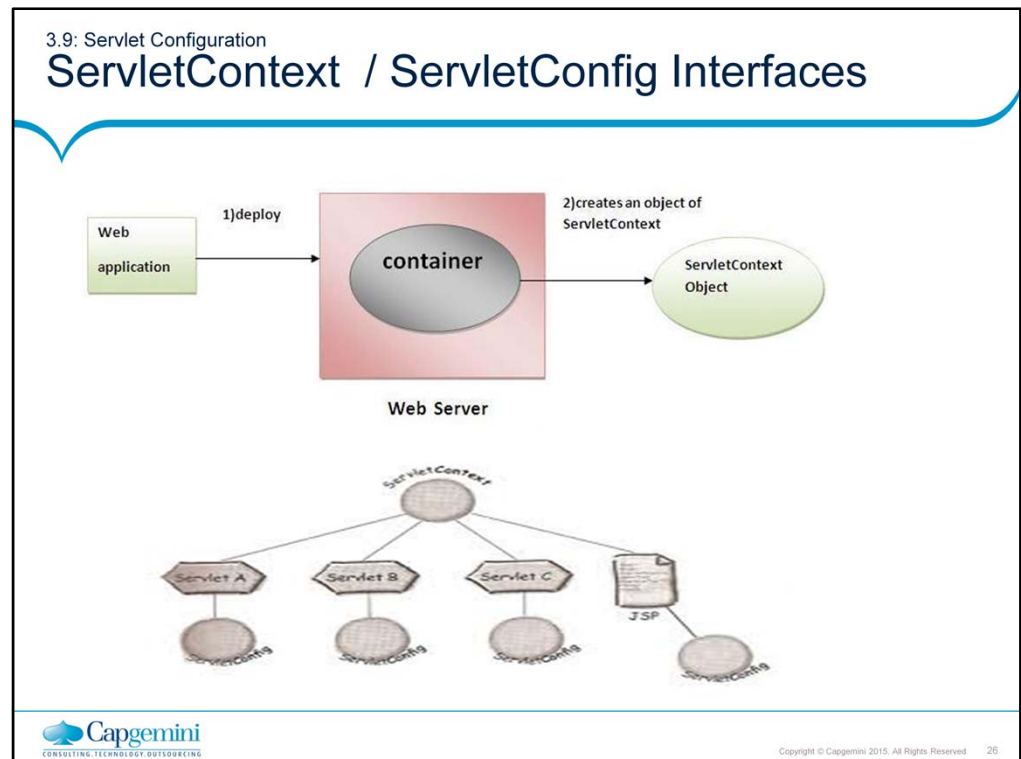 3.9: Servlet Configuration
ServletContext / ServletConfig Interfaces
1)deploy
2)creates an object of
ServletContext
Web
application
container
ServletContext
Object
Web Server
ServletContext
Servlet A
Servlet B
Servlet C
JSP
ServletConfig
ServletConfig
ServletConfig
ServletConfig
Capgemini
CONSULTING.TECHNOLOGY.OUTSOURCING
Copyright © Capgemini 2015. All Rights Reserved 26